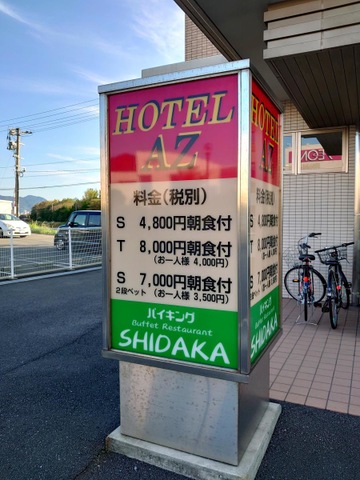 HOTEL
AZ
料金(税別)
S 4,800円朝食付
T 8,000円朝食付
(お一人様 4,000円)
S 7,000円朝食付
2段ベット (お一人様 3,500円)
バイキング
Buffet Restaurant
SHIDAKA